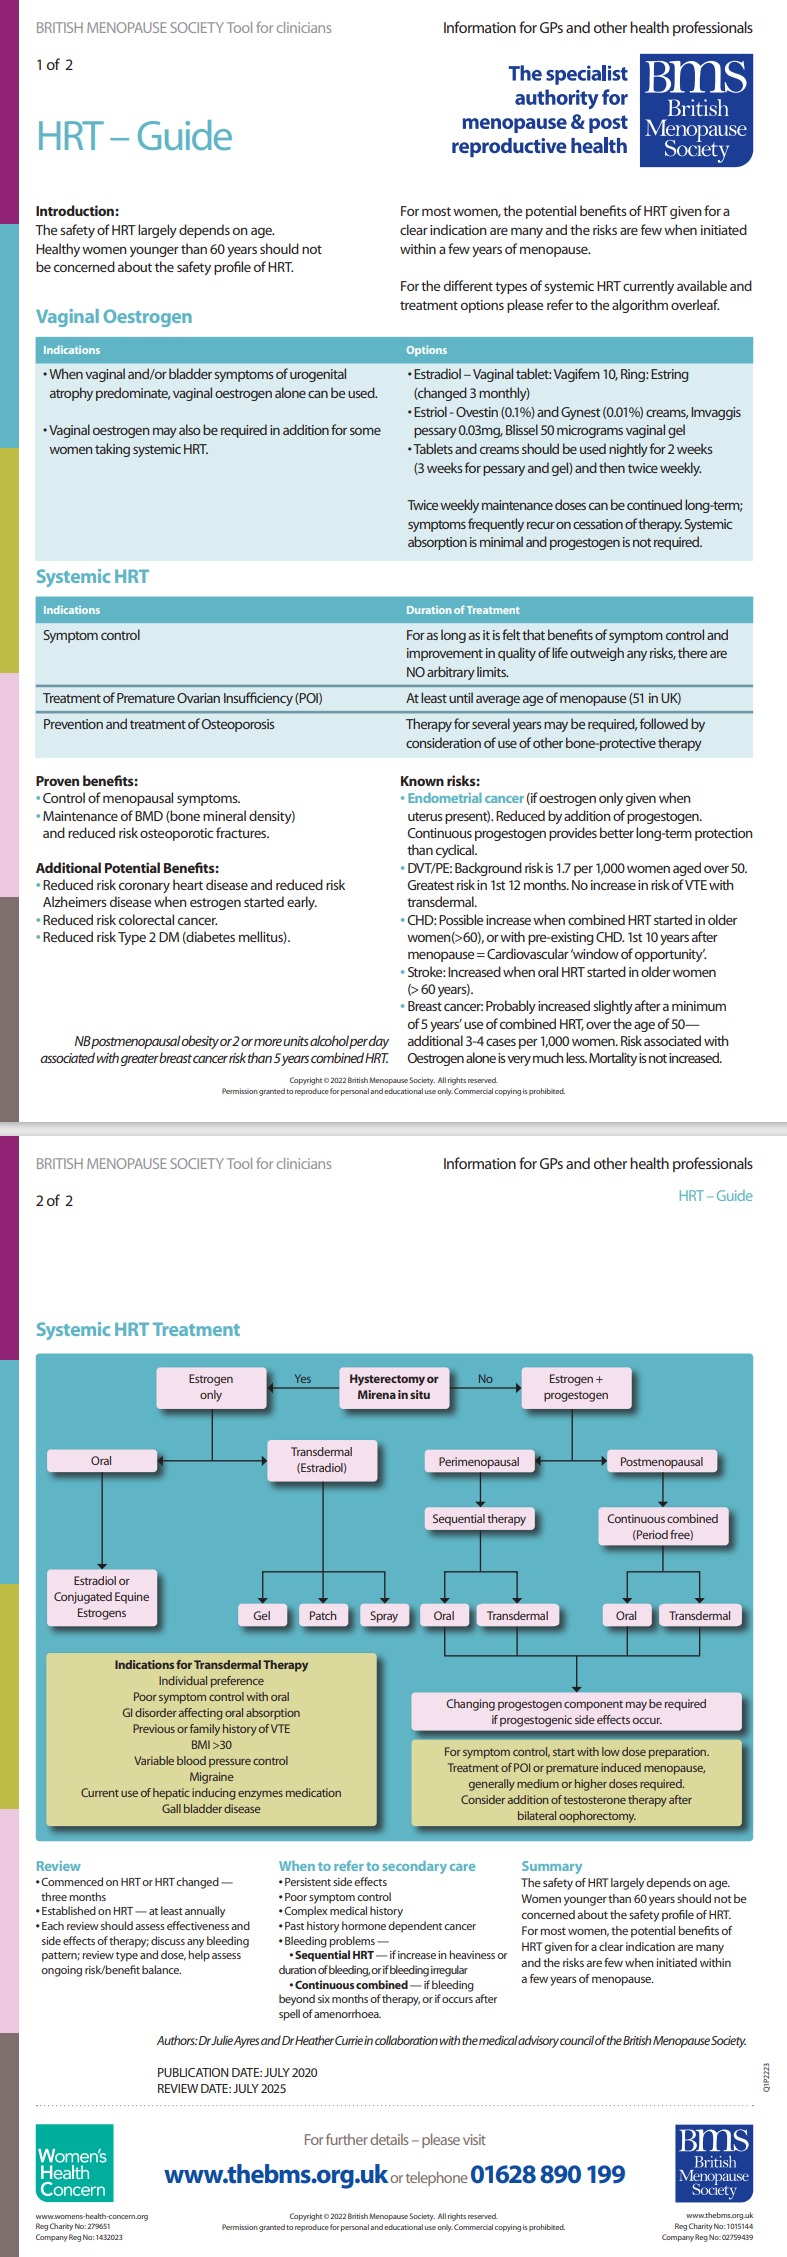 BRITISH MENOPAUSE SOCIETY Tool for clinicians
Information for GPs and other health professionals
1 of 2
The specialist
authority for
menopause & post
reproductive health
BMS
British
Menopause
Society
HRT – Guide
Introduction:
The safety of HRT largely depends on age.
Healthy women younger than 60 years should not
be concerned about the safety profile of HRT.
For most women, the potential benefits of HRT given for a
clear indication are many and the risks are few when initiated
within a few years of menopause.
For the different types of systemic HRT currently available and
treatment options please refer to the algorithm overleaf.
Vaginal Oestrogen
Indications
• When vaginal and/or bladder symptoms of urogenital
atrophy predominate, vaginal oestrogen alone can be used.
• Vaginal oestrogen may also be required in addition for some
women taking systemic HRT.
Options
• Estradiol – Vaginal tablet: Vagifem 10, Ring: Estring
(changed 3 monthly)
• Estriol - Ovestin (0.1%) and Gynest (0.01%) creams, Imvaggis
pessary 0.03mg, Blissel 50 micrograms vaginal gel
• Tablets and creams should be used nightly for 2 weeks
(3 weeks for pessary and gel) and then twice weekly.
Twice weekly maintenance doses can be continued long-term;
symptoms frequently recur on cessation of therapy. Systemic
absorption is minimal and progestogen is not required.
Systemic HRT
Indications
Duration of Treatment
Symptom control
For as long as it is felt that benefits of symptom control and
improvement in quality of life outweigh any risks, there are
NO arbitrary limits.
Treatment of Premature Ovarian Insufficiency (POI)
At least until average age of menopause (51 in UK)
Prevention and treatment of Osteoporosis
Therapy for several years may be required, followed by
consideration of use of other bone-protective therapy
Proven benefits:
• Control of menopausal symptoms.
• Maintenance of BMD (bone mineral density)
and reduced risk osteoporotic fractures.
Additional Potential Benefits:
• Reduced risk coronary heart disease and reduced risk
Alzheimers disease when estrogen started early.
• Reduced risk colorectal cancer.
• Reduced risk Type 2 DM (diabetes mellitus).
NB postmenopausal obesity or 2 or more units alcohol per day
associated with greater breast cancer risk than 5 years combined HRT.
Known risks:
• Endometrial cancer (if oestrogen only given when
uterus present). Reduced by addition of progestogen.
Continuous progestogen provides better long-term protection
than cyclical.
• DVT/PE: Background risk is 1.7 per 1,000 women aged over 50.
Greatest risk in 1st 12 months. No increase in risk of VTE with
transdermal.
• CHD: Possible increase when combined HRT started in older
women(>60), or with pre-existing CHD. 1st 10 years after
menopause = Cardiovascular ‘window of opportunity’.
• Stroke: Increased when oral HRT started in older women
(> 60 years).
• Breast cancer: Probably increased slightly after a minimum
of 5 years’ use of combined HRT, over the age of 50—
additional 3-4 cases per 1,000 women. Risk associated with
Oestrogen alone is very much less. Mortality is not increased.
Copyright © 2022 British Menopause Society. All rights reserved.
Permission granted to reproduce for personal and educational use only. Commercial copying is prohibited.
BRITISH MENOPAUSE SOCIETY Tool for clinicians
Information for GPs and other health professionals
2 of 2
HRT – Guide
Systemic HRT Treatment
Estrogen
only
Yes
Hysterectomy or
Mirena in situ
No
Estrogen +
progestogen
Oral
Transdermal
(Estradiol)
Perimenopausal
Postmenopausal
Sequential therapy
Continuous combined
(Period free)
Estradiol or
Conjugated Equine
Estrogens
Gel
Patch
Spray
Oral
Transdermal
Oral
Transdermal
Indications for Transdermal Therapy
Individual preference
Poor symptom control with oral
GI disorder affecting oral absorption
Previous or family history of VTE
BMI >30
Variable blood pressure control
Migraine
Current use of hepatic inducing enzymes medication
Gall bladder disease
Changing progestogen component may be required
if progestogenic side effects occur.
For symptom control, start with low dose preparation.
Treatment of POI or premature induced menopause,
generally medium or higher doses required.
Consider addition of testosterone therapy after
bilateral oophorectomy.
Review
• Commenced on HRT or HRT changed —
three months
• Established on HRT — at least annually
• Each review should assess effectiveness and
side effects of therapy; discuss any bleeding
pattern; review type and dose, help assess
ongoing risk/benefit balance.
When to refer to secondary care
• Persistent side effects
• Poor symptom control
• Complex medical history
• Past history hormone dependent cancer
• Bleeding problems —
• Sequential HRT — if increase in heaviness or
duration of bleeding, or if bleeding irregular
• Continuous combined — if bleeding
beyond six months of therapy, or if occurs after
spell of amenorrhoea.
Summary
The safety of HRT largely depends on age.
Women younger than 60 years should not be
concerned about the safety profile of HRT.
For most women, the potential benefits of
HRT given for a clear indication are many
and the risks are few when initiated within
a few years of menopause.
Authors: Dr Julie Ayres and Dr Heather Currie in collaboration with the medical advisory council of the British Menopause Society.
PUBLICATION DATE: JULY 2020
REVIEW DATE: JULY 2025
Q1P2223
Women's
Health
Concern
For further details – please visit
www.thebms.org.uk or telephone 01628 890 199
BMS
British
Menopause
Society
www.womens-health-concern.org
Reg Charity No: 279651
Company Reg No: 1432023
Copyright © 2022 British Menopause Society. All rights reserved.
Permission granted to reproduce for personal and educational use only. Commercial copying is prohibited.
www.thebms.org.uk
Reg Charity No: 1015144
Company Reg No: 02759439